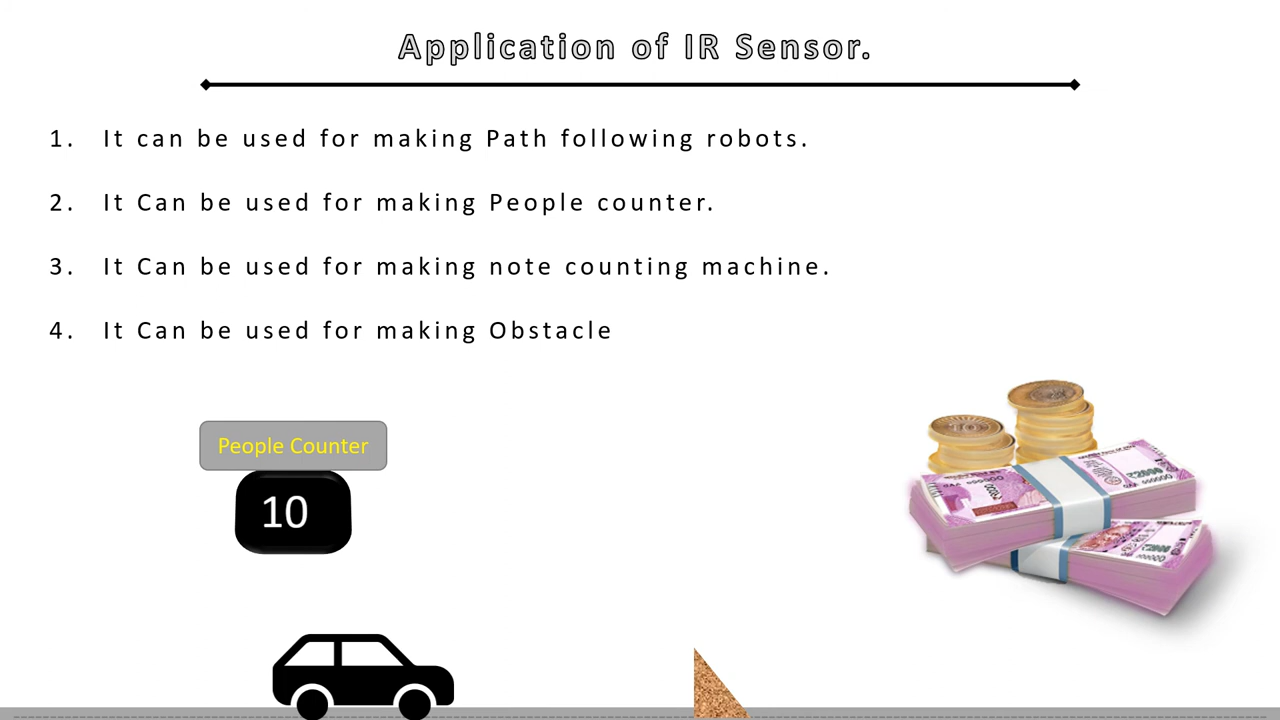 Application of IR Sensor.
1. It can be used for making Path following robots.
2. It Can be used for making People counter.
3. It Can be used for making note counting machine.
4. It Can be used for making Obstacle
People Counter
10